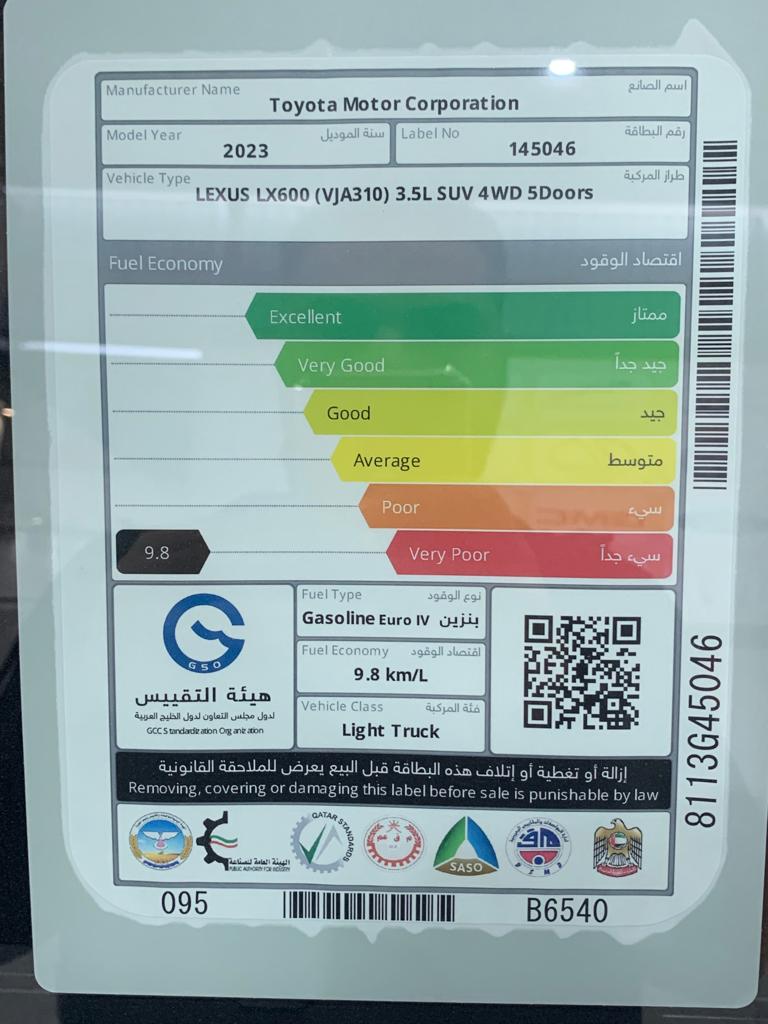 Manufacturer Name اسم الصانع
Toyota Motor Corporation
Model Year سنة الموديل
2023
Label No رقم البطاقة
145046
Vehicle Type طراز المركبة
LEXUS LX600 (VJA310) 3.5L SUV 4WD 5Doors
Fuel Economy اقتصاد الوقود
Excellent ممتاز
Very Good جيد جداً
Good جيد
Average متوسط
Poor سيء
9.8 Very Poor سيء جداً
GSO
هيئة التقييس
لدول مجلس التعاون لدول الخليج العربية
GCC Standardization Organization
Fuel Type نوع الوقود
Gasoline Euro IV بنزين
Fuel Economy اقتصاد الوقود
9.8 km/L
Vehicle Class فئة المركبة
Light Truck
إزالة أو تغطية أو إتلاف هذه البطاقة قبل البيع يعرض للملاحقة القانونية
Removing, covering or damaging this label before sale is punishable by law
الهيئة العامة للصناعة
PUBLIC AUTHORITY FOR INDUSTRY
QATAR STANDARDS
SASO
095
B6540
8113G45046